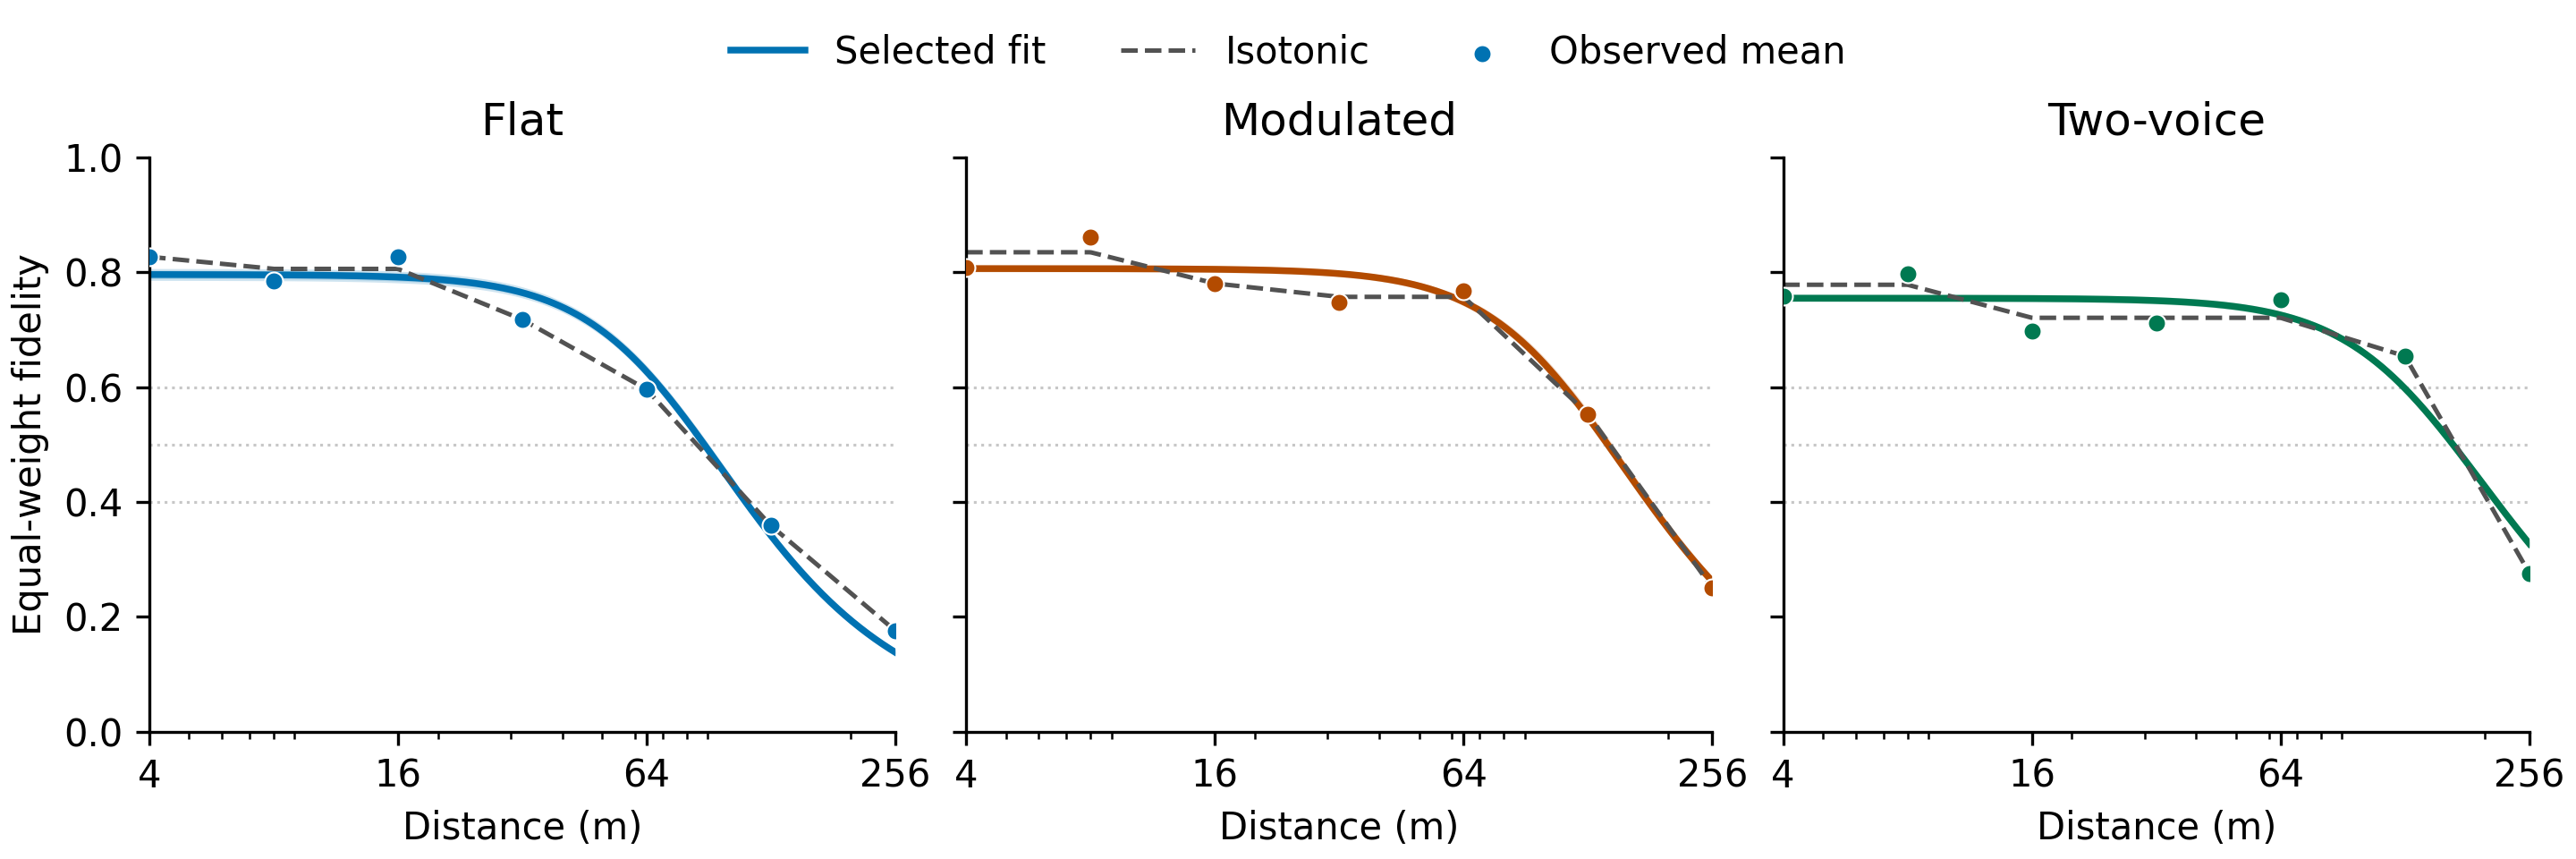 Selected fit Isotonic Observed mean
Flat Modulated Two-voice
Equal-weight fidelity
1.0
0.8
0.6
0.4
0.2
0.0
4 16 64 256 4 16 64 256 4 16 64 256
Distance (m) Distance (m) Distance (m)